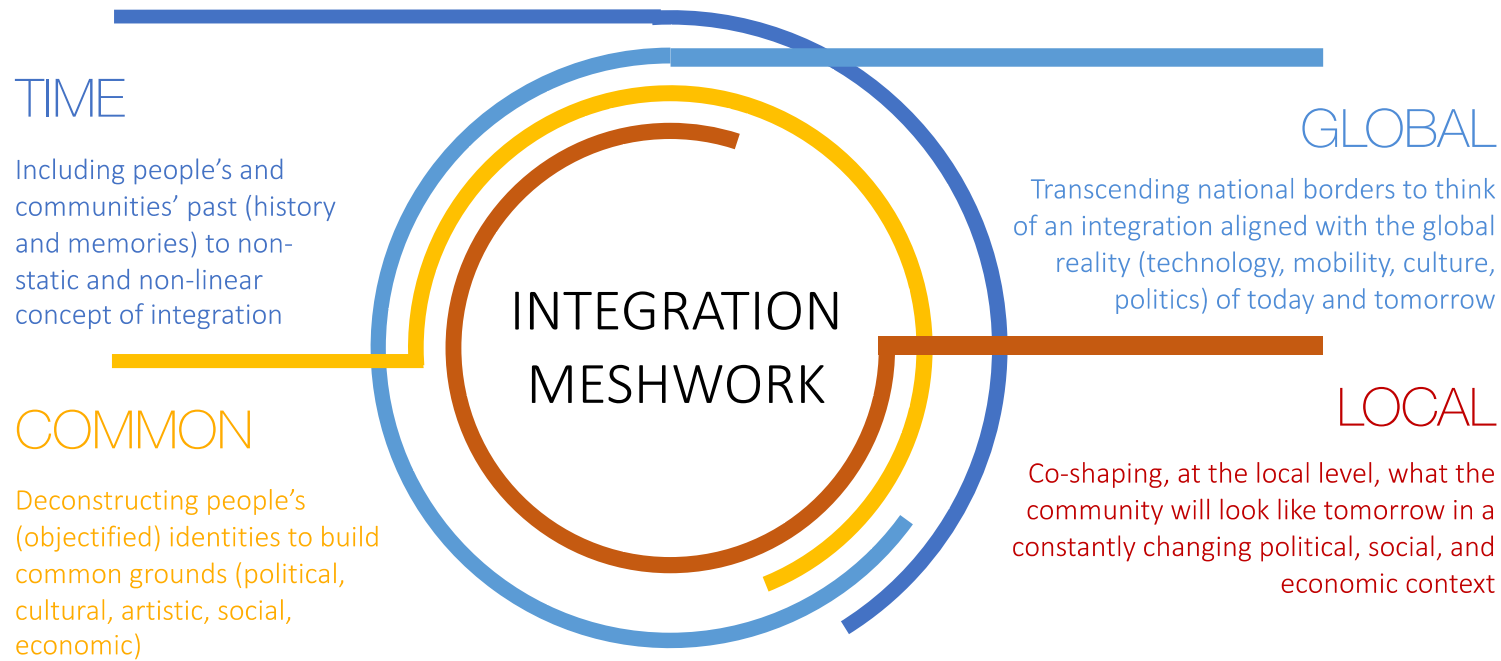 TIME
Including people’s and
communities’ past (history
and memories) to non-
static and non-linear
concept of integration
COMMON
Deconstructing people’s
(objectified) identities to build
common grounds (political,
cultural, artistic, social,
economic)
INTEGRATION
MESHWORK
GLOBAL
Transcending national borders to think
of an integration aligned with the global
reality (technology, mobility, culture,
politics) of today and tomorrow
LOCAL
Co-shaping, at the local level, what the
community will look like tomorrow in a
constantly changing political, social, and
economic context